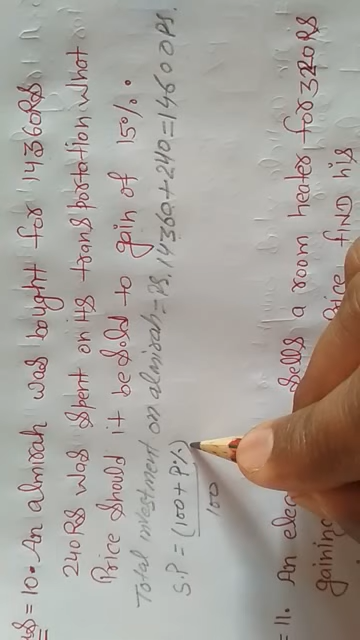 = 10. An almirah was bought for 14360RS
240RS was spent on its transportation What
Price should it be sold to gain of 15%.
Total investment on almirah=RS.14360+240=14600RS.
S.P = (100+P%)
100
= 11. An elec sells a room heater for 3220RS
gaining price, FIND his